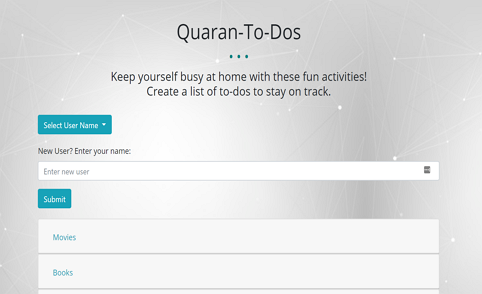 Quaran-To-Dos
Keep yourself busy at home with these fun activities!
Create a list of to-dos to stay on track.
Select User Name
New User? Enter your name:
Enter new user
Submit
Movies
Books